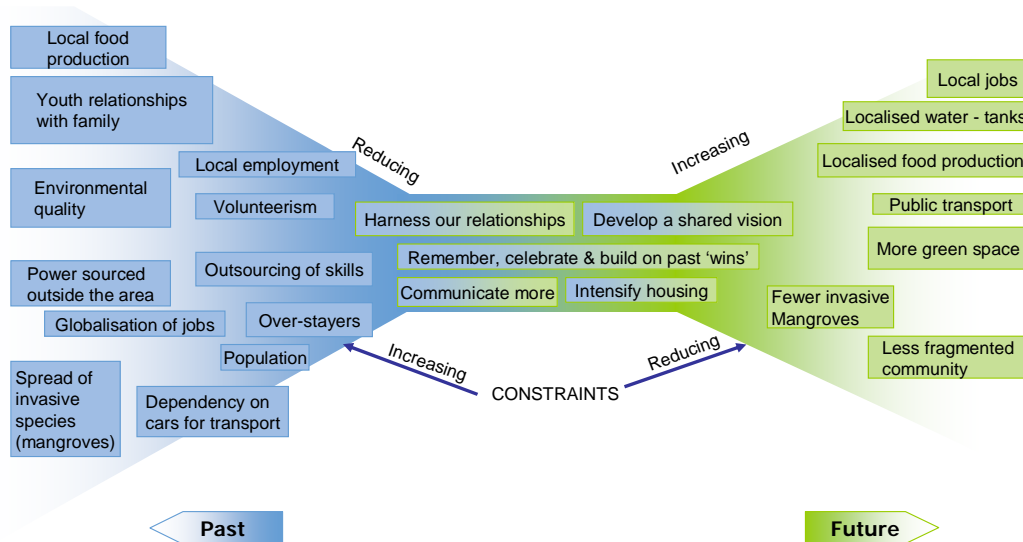 Local food
production
Youth relationships
with family
Local employment
Environmental
quality
Volunteerism
Power sourced
outside the area
Outsourcing of skills
Globalisation of jobs
Over-stayers
Population
Spread of
invasive
species
(mangroves)
Dependency on
cars for transport
Reducing
Increasing
Harness our relationships
Develop a shared vision
Remember, celebrate & build on past ‘wins’
Communicate more
Intensify housing
Increasing
CONSTRAINTS
Reducing
Local jobs
Localised water - tanks
Localised food production
Public transport
More green space
Fewer invasive
Mangroves
Less fragmented
community
Past
Future